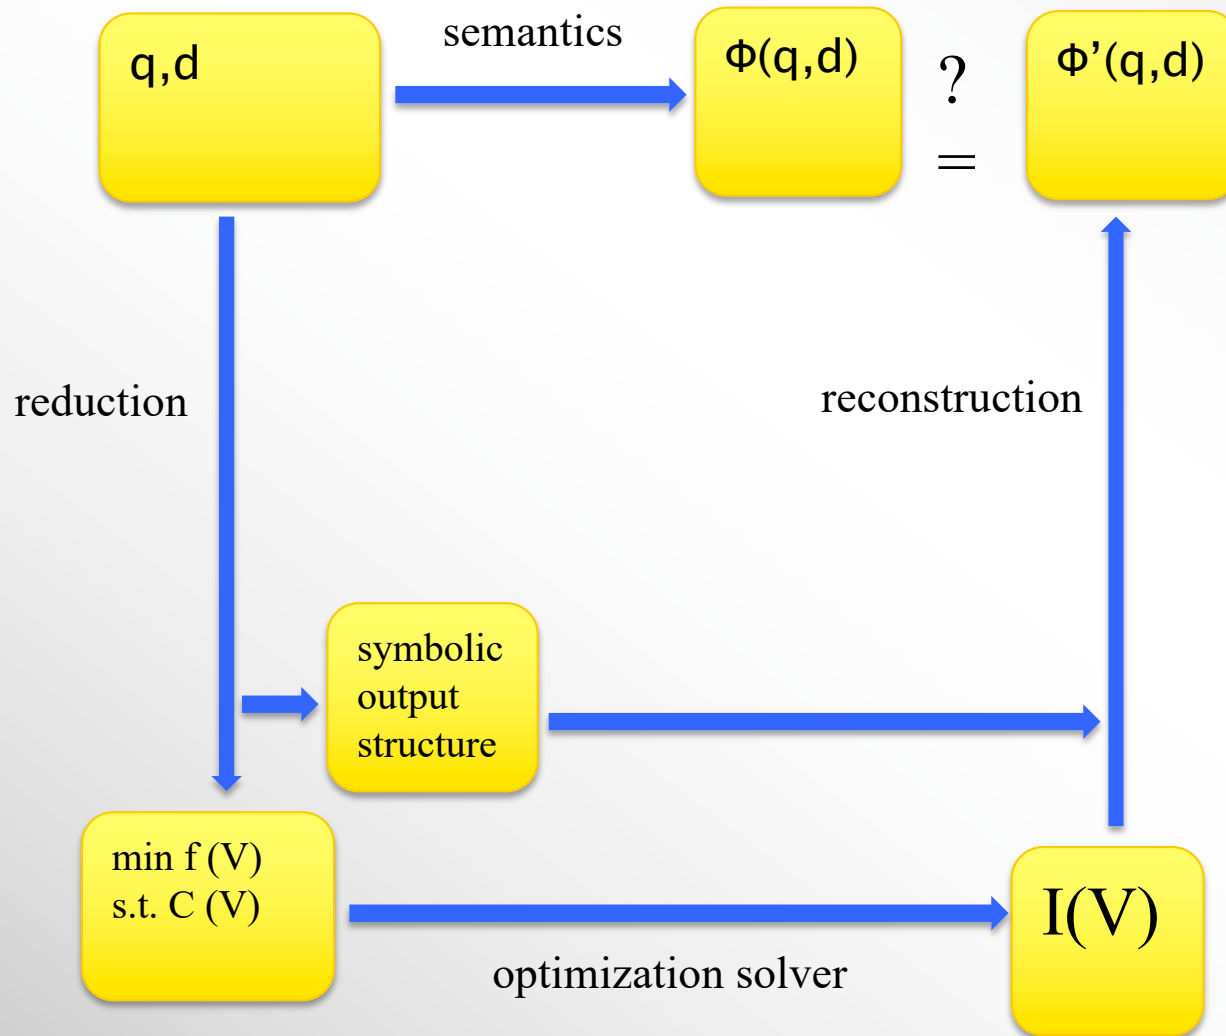 q,d
semantics
Φ(q,d)
?
=
Φ’(q,d)
reduction
reconstruction
symbolic
output
structure
min f (V)
s.t. C (V)
optimization solver
I(V)